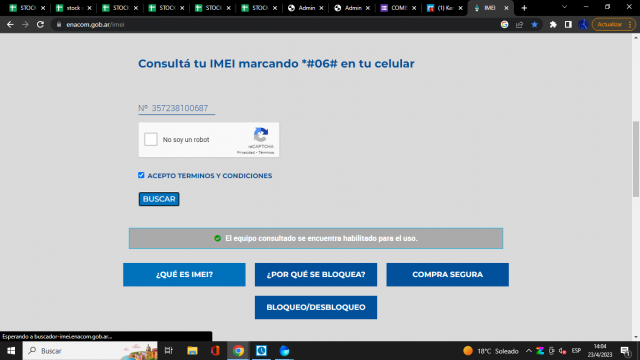 STOCK
stock -
STOCK
STOCK
STOCK
STOCK
Admin
Admin
COMI
(1) Ke
IMEI
enacom.gob.ar/imei
Actualizar
Consultá tu IMEI marcando *#06# en tu celular
Nº 357238100687
No soy un robot
reCAPTCHA
Privacidad - Términos
ACEPTO TERMINOS Y CONDICIONES
BUSCAR
El equipo consultado se encuentra habilitado para el uso.
¿QUÉ ES IMEI?
¿POR QUÉ SE BLOQUEA?
COMPRA SEGURA
BLOQUEO/DESBLOQUEO
Esperando a buscador-imei.enacom.gob.ar...
Buscar
18°C Soleado
ESP
14:04
23/4/2023